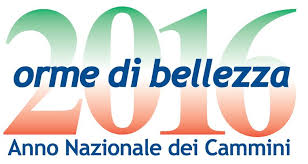 2016
orme di bellezza
Anno Nazionale dei Cammini